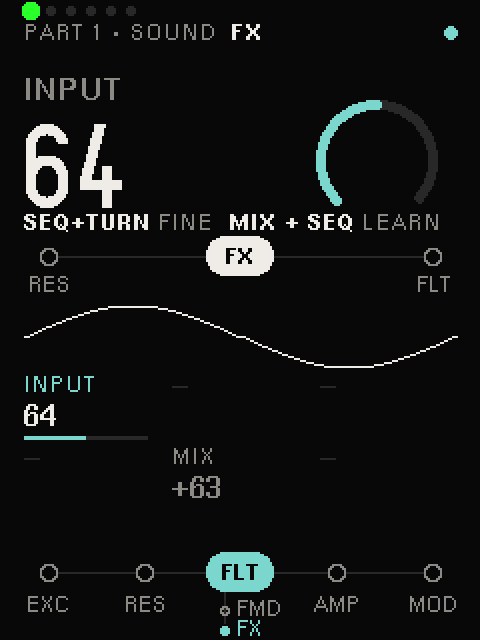 PART 1 · SOUND FX
INPUT
64
SEQ+TURN FINE MIX + SEQ LEARN
FX
RES FLT
INPUT
64
MIX
+63
FLT
EXC RES FMD AMP MOD
FX